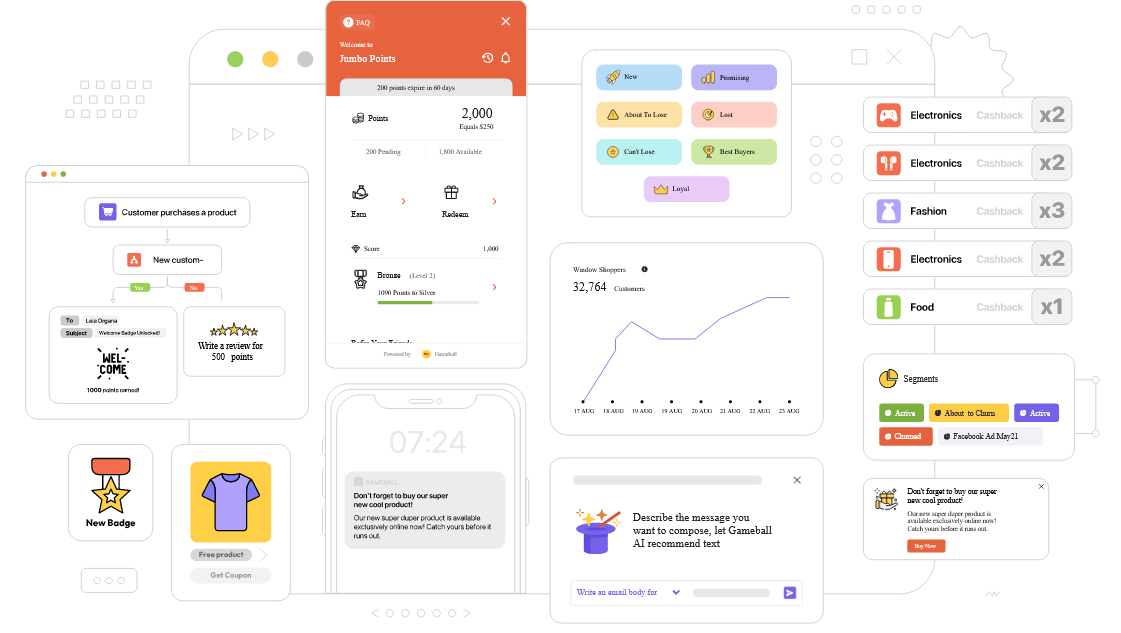 FAQ
Welcome to
Jumbo Points
200 points expire in 60 days
Points
2,000
Equals $250
200 Pending
1,800 Available
Earn
Redeem
Score
1,000
Bronze (Level 2)
1090 Points to Silver
Powered by Gameball
Customer purchases a product
New custom-
Yes
No
To Leia Organa
Subject Welcome Badge Unlocked!
WEL-
COME
1000 points earned!
Write a review for
500 points
New Badge
Free product
Get Coupon
07:24
GAMEBALL
Don't forget to buy our super
new cool product!
Our new super duper product is available
exclusively online now! Catch yours before it
runs out.
New
Promising
About To Lose
Lost
Can't Lose
Best Buyers
Loyal
Window Shoppers
32,764 Customers
17 AUG
18 AUG
19 AUG
19 AUG
20 AUG
21 AUG
22 AUG
23 AUG
Describe the message you
want to compose, let Gameball
AI recommend text
Write an email body for
Electronics Cashback x2
Electronics Cashback x2
Fashion Cashback x3
Electronics Cashback x2
Food Cashback x1
Segments
Active
About to Churn
Active
Churned
Facebook Ad May21
Don't forget to buy our super
new cool product!
Our new super duper product is
available exclusively online now!
Catch yours before it runs out.
Buy Now